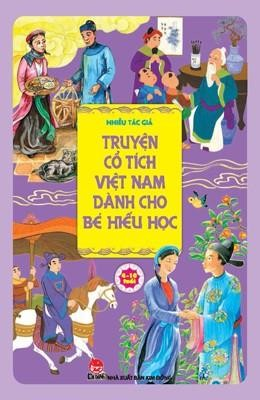 NHIỀU TÁC GIẢ
TRUYỆN
CỔ TÍCH
VIỆT NAM
DÀNH CHO
BÉ HIẾU HỌC
4-10 tuổi
NHÀ XUẤT BẢN KIM ĐỒNG